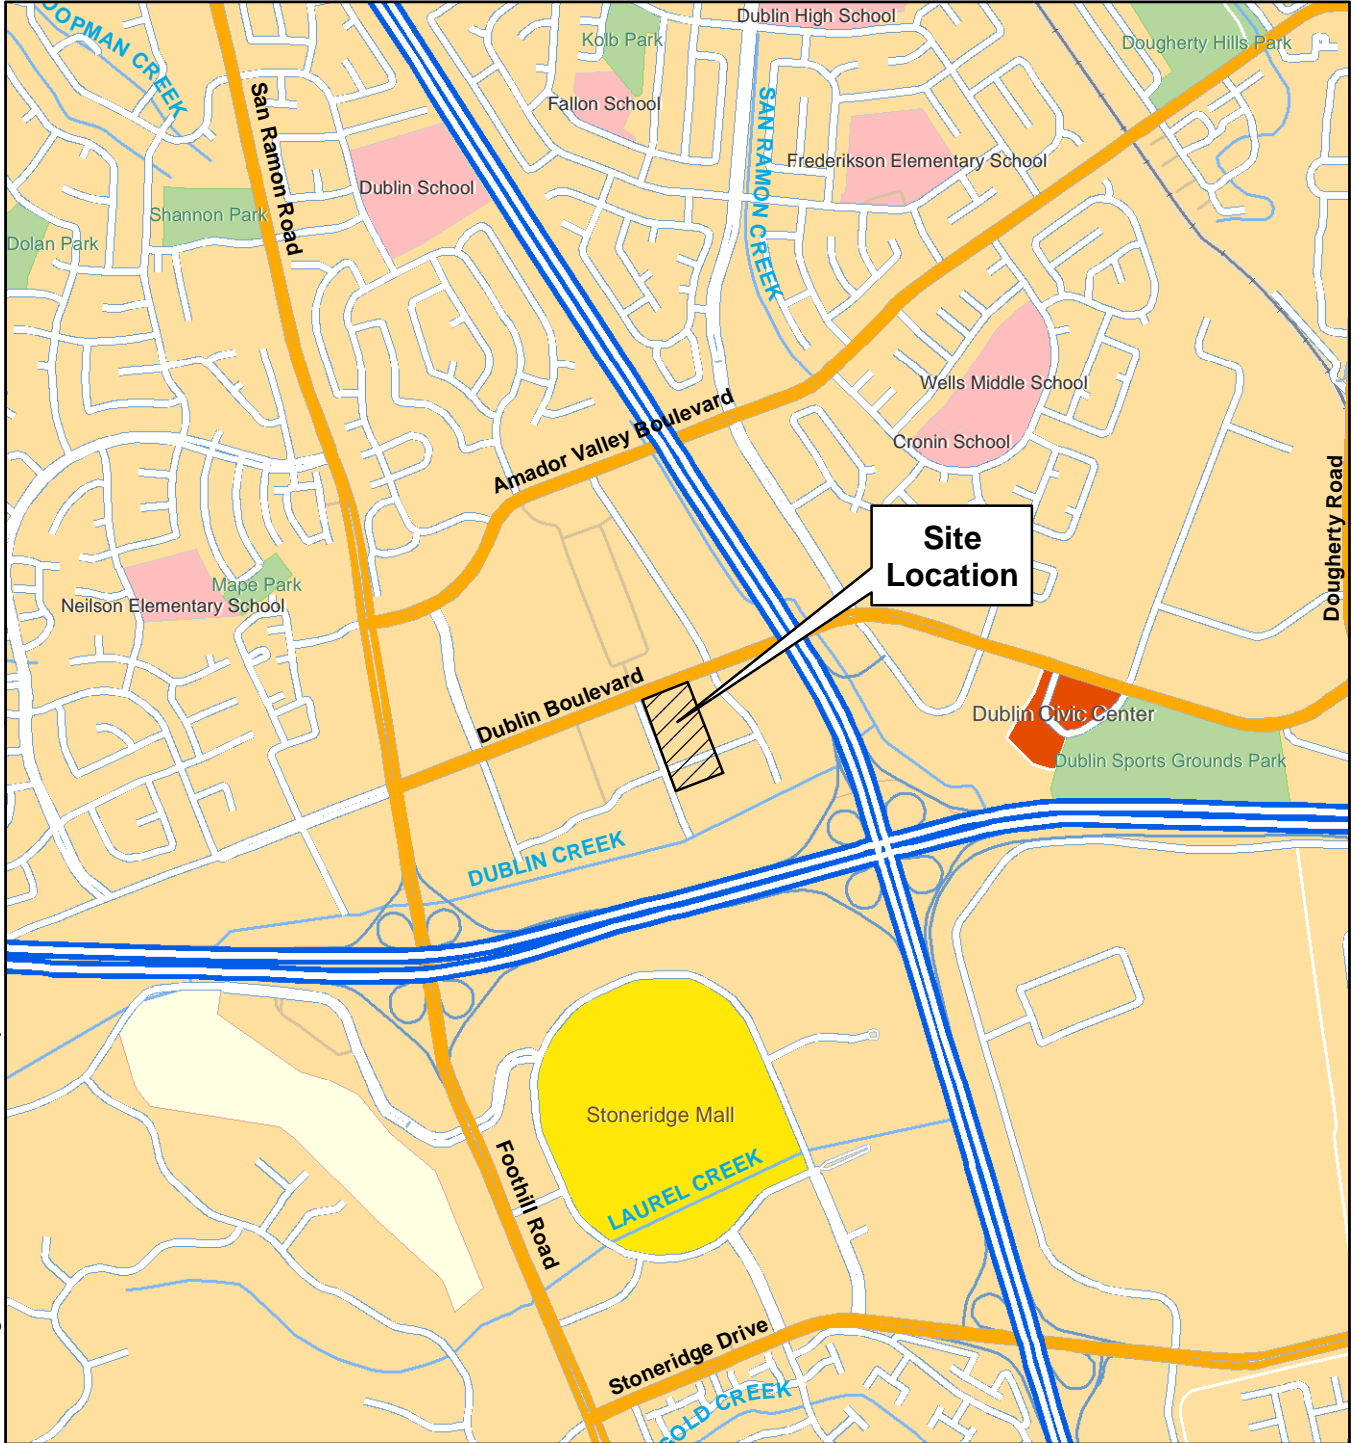 Dublin High School
OOPMAN CREEK
Kolb Park
Dougherty Hills Park
San Ramon Road
Fallon School
SAN RAMON CREEK
Frederikson Elementary School
Dublin School
Shannon Park
Dolan Park
Wells Middle School
Amador Valley Boulevard
Cronin School
Dougherty Road
Site
Location
Mape Park
Neilson Elementary School
Dublin Boulevard
Dublin Civic Center
Dublin Sports Grounds Park
DUBLIN CREEK
Stoneridge Mall
Foothill Road
LAUREL CREEK
Stoneridge Drive
GOLD CREEK